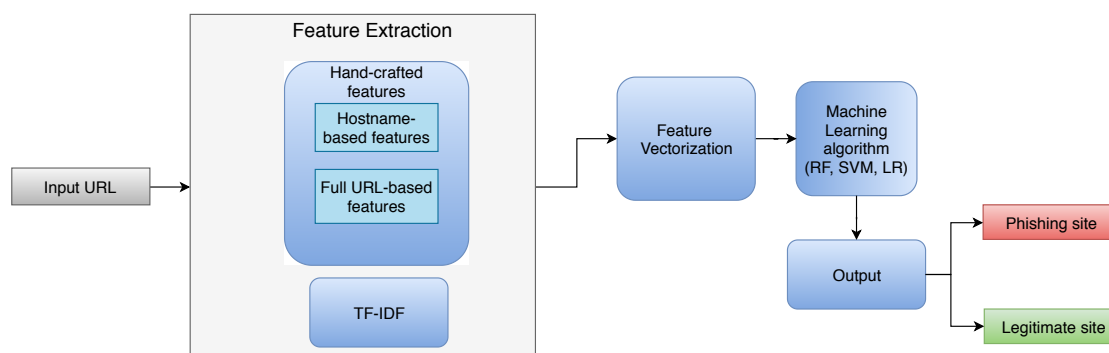 Feature Extraction
Hand-crafted
features
Hostname-
based features
Full URL-based
features
TF-IDF
Input URL
Feature
Vectorization
Machine
Learning
algorithm
(RF, SVM, LR)
Output
Phishing site
Legitimate site